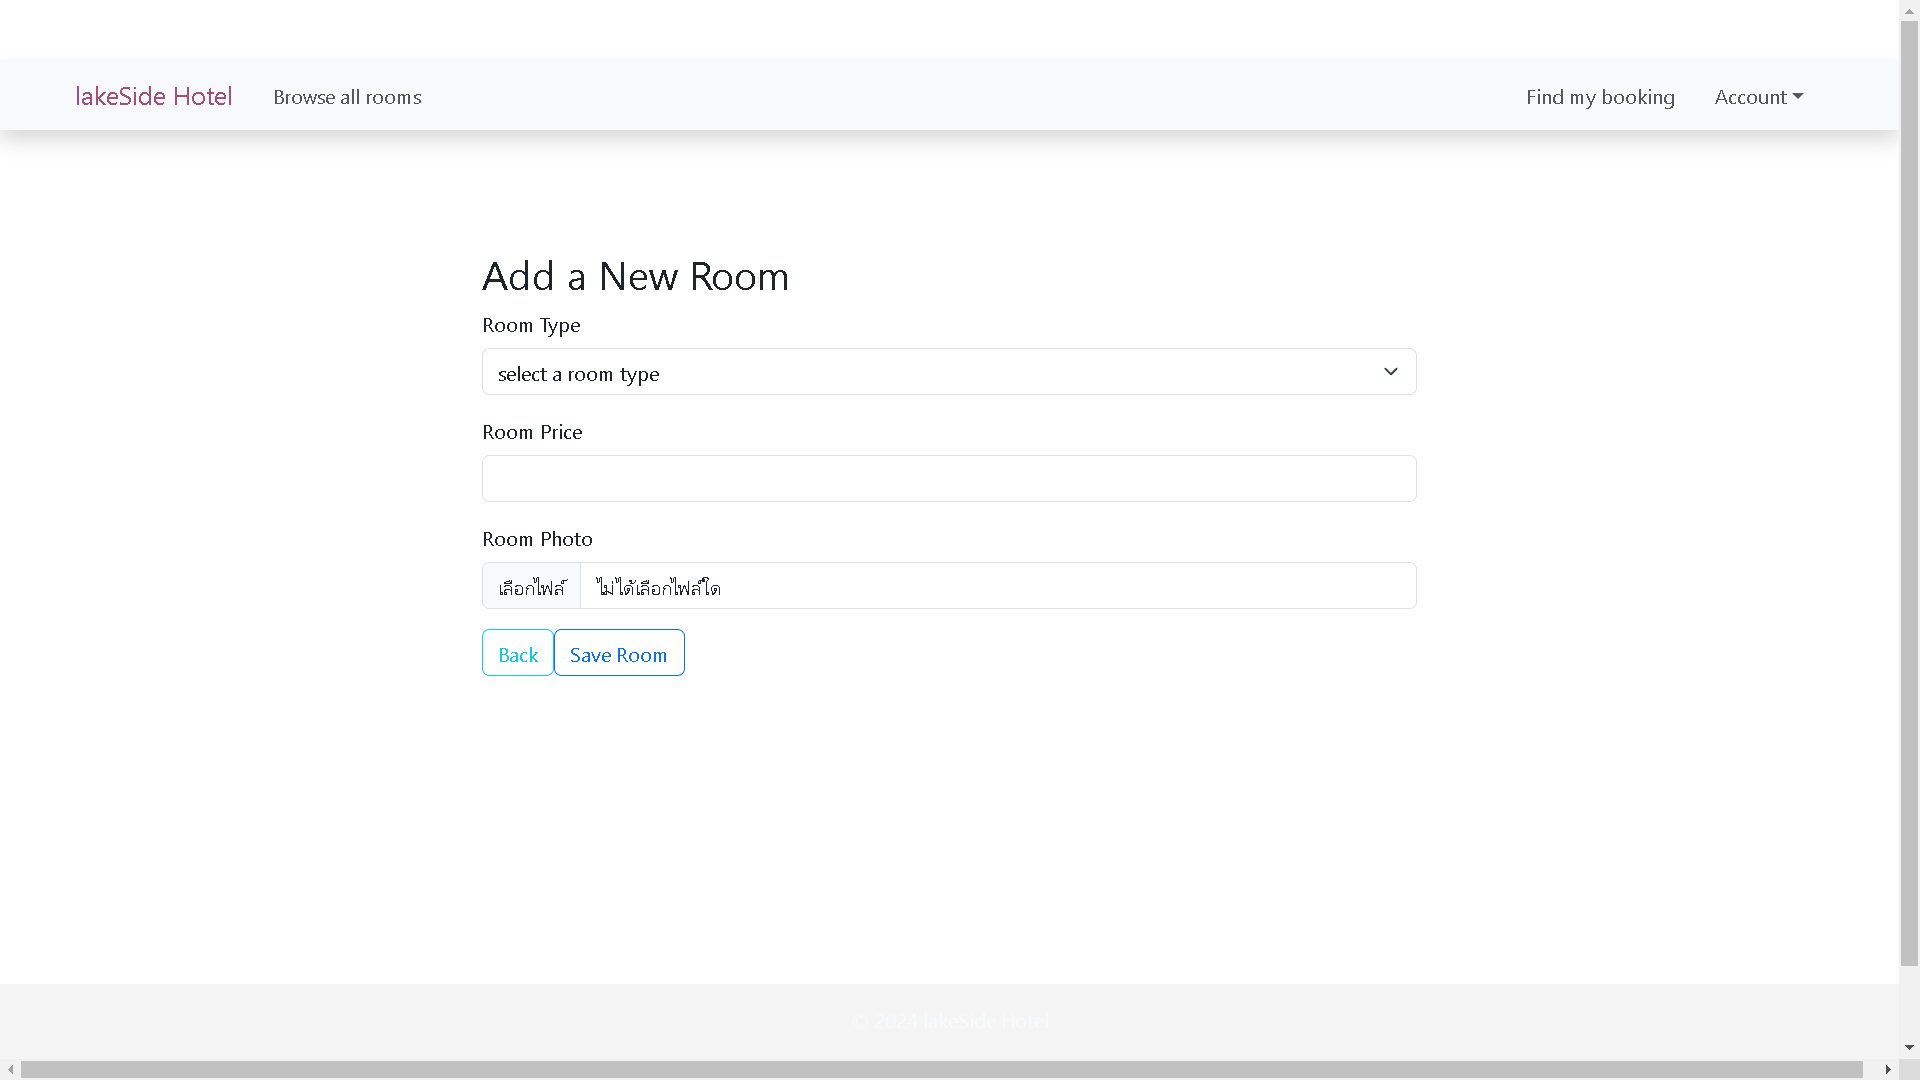 lakeSide Hotel
Browse all rooms
Find my booking
Account
Add a New Room
Room Type
select a room type
Room Price
Room Photo
เลือกไฟล์
ไม่ได้เลือกไฟล์ใด
Back
Save Room
© 2024 lakeSide Hotel